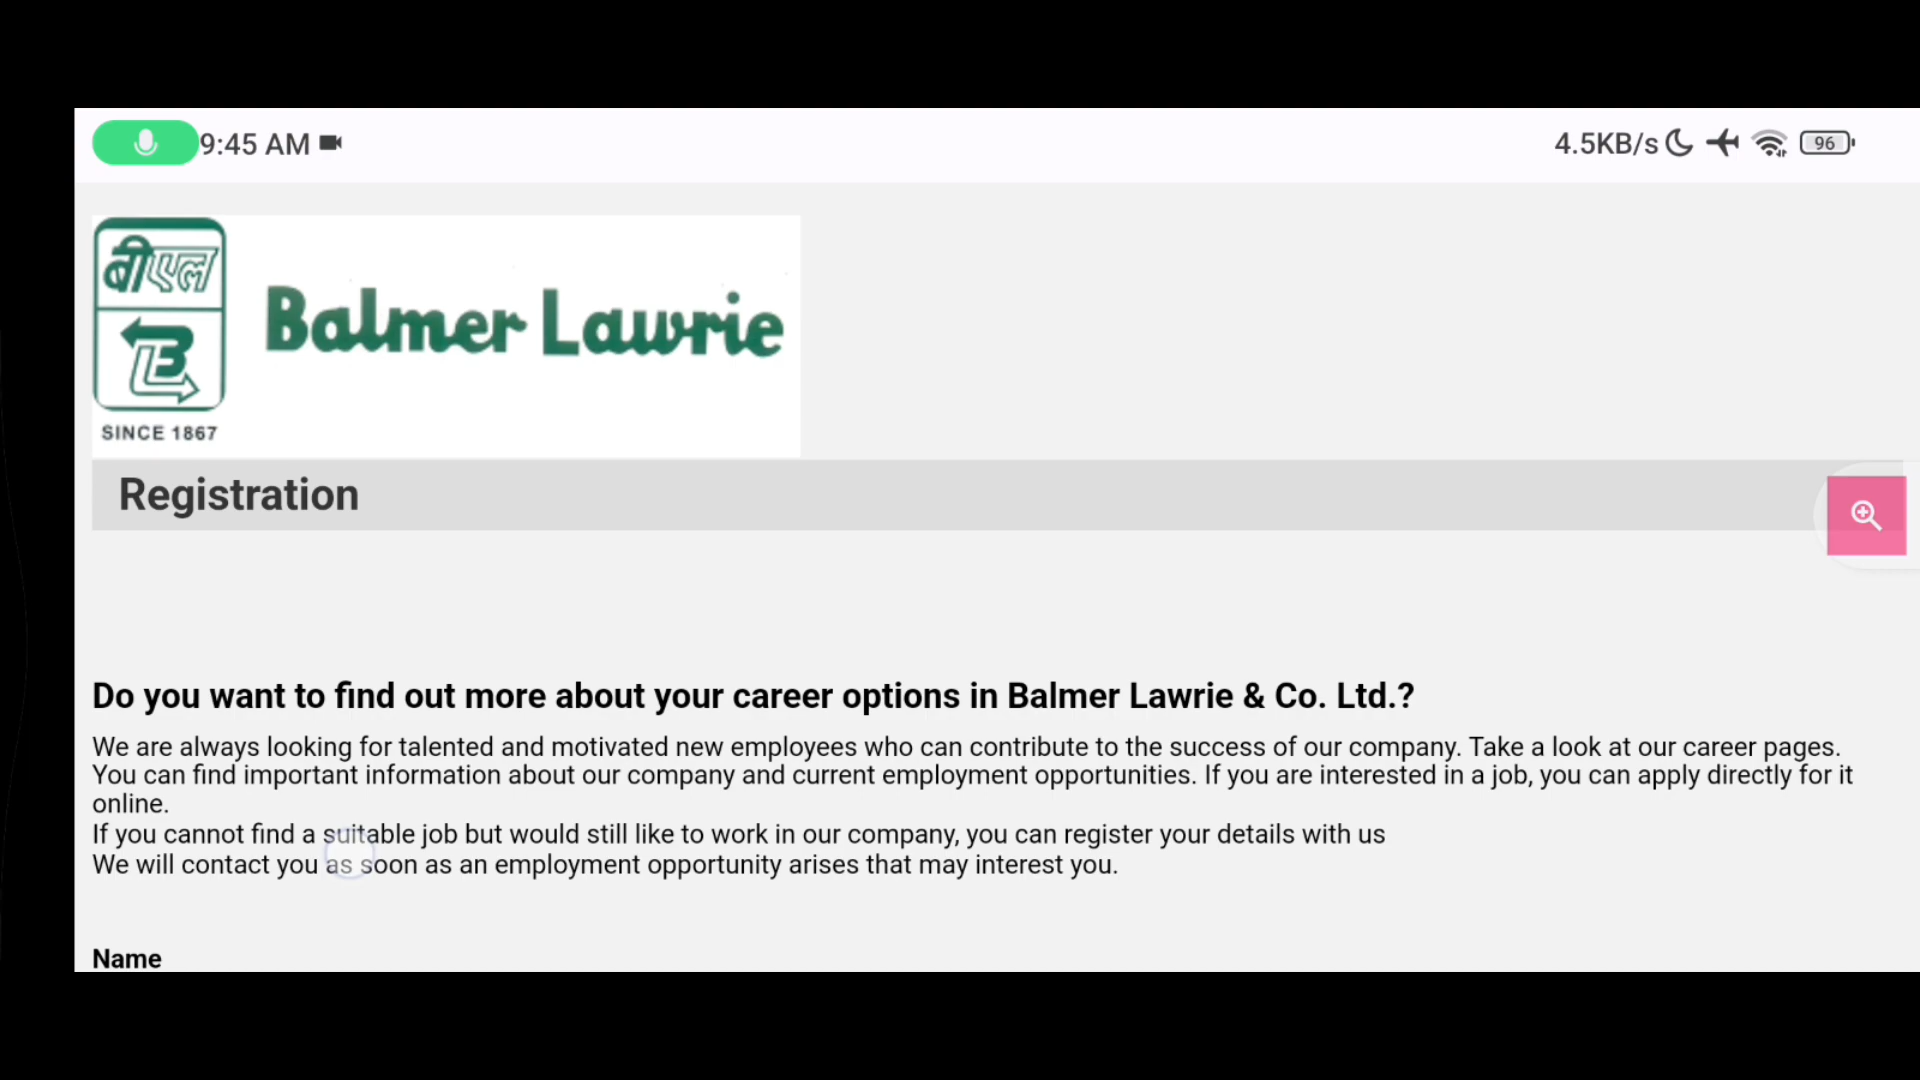 9:45 AM
4.5KB/s
96
बीएल
Balmer Lawrie
SINCE 1867
Registration
Do you want to find out more about your career options in Balmer Lawrie & Co. Ltd.?
We are always looking for talented and motivated new employees who can contribute to the success of our company. Take a look at our career pages.
You can find important information about our company and current employment opportunities. If you are interested in a job, you can apply directly for it
online.
If you cannot find a suitable job but would still like to work in our company, you can register your details with us
We will contact you as soon as an employment opportunity arises that may interest you.
Name